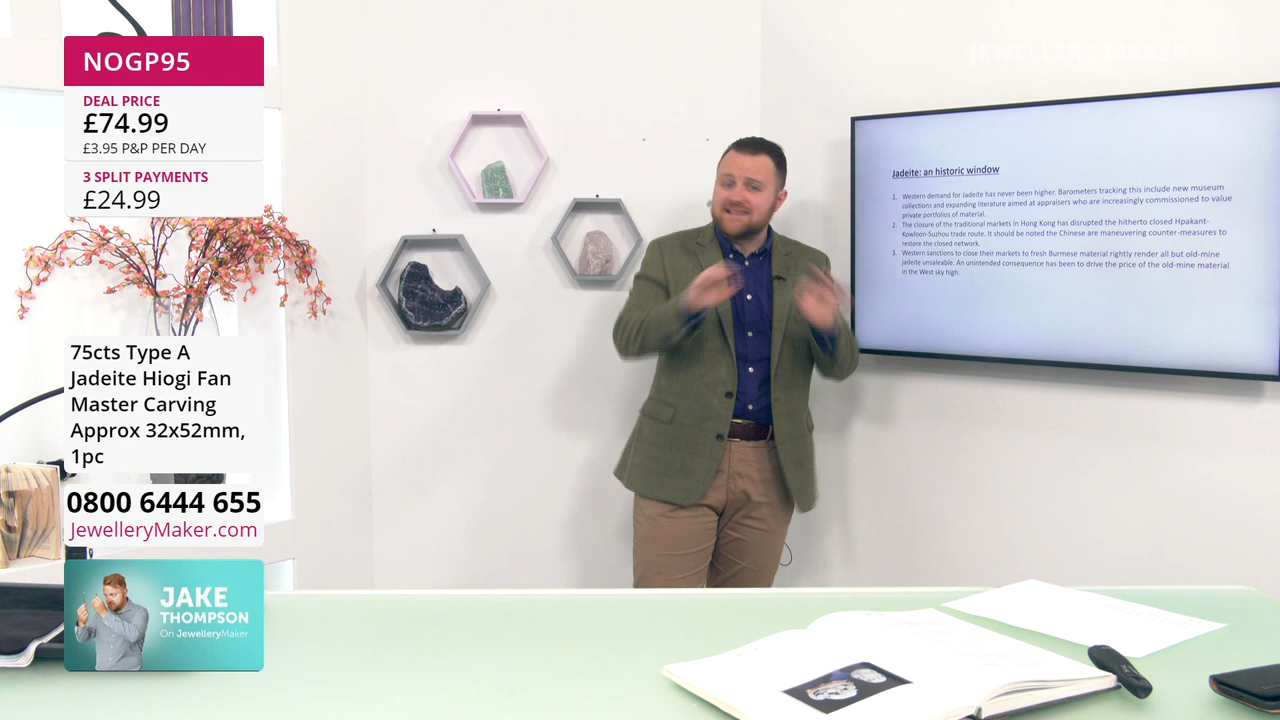 NOGP95
DEAL PRICE
£74.99
£3.95 P&P PER DAY
3 SPLIT PAYMENTS
£24.99
75cts Type A
Jadeite Hiogi Fan
Master Carving
Approx 32x52mm,
1pc
0800 6444 655
JewelleryMaker.com
JAKE
THOMPSON
On JewelleryMaker
JEWELLERY MAKER
Jadeite: an historic window
1. Western demand for Jadeite has never been higher. Barometers tracking this include new museum
collections and expanding literature aimed at appraisers who are increasingly commissioned to value
private portfolios of material.
2. The closure of the traditional markets in Hong Kong has disrupted the hitherto closed Hpakant-
Kowloon-Suzhou trade route. It should be noted the Chinese are maneuvering counter-measures to
restore the closed network.
3. Western sanctions to close their markets to fresh Burmese material rightly render all but old-mine
jadeite unsaleable. An unintended consequence has been to drive the price of the old-mine material
in the West sky high.